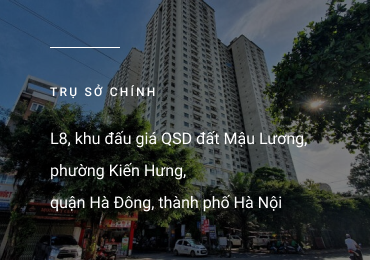 TRỤ SỞ CHÍNH
L8, khu đấu giá QSD đất Mậu Lương,
phường Kiến Hưng,
quận Hà Đông, thành phố Hà Nội